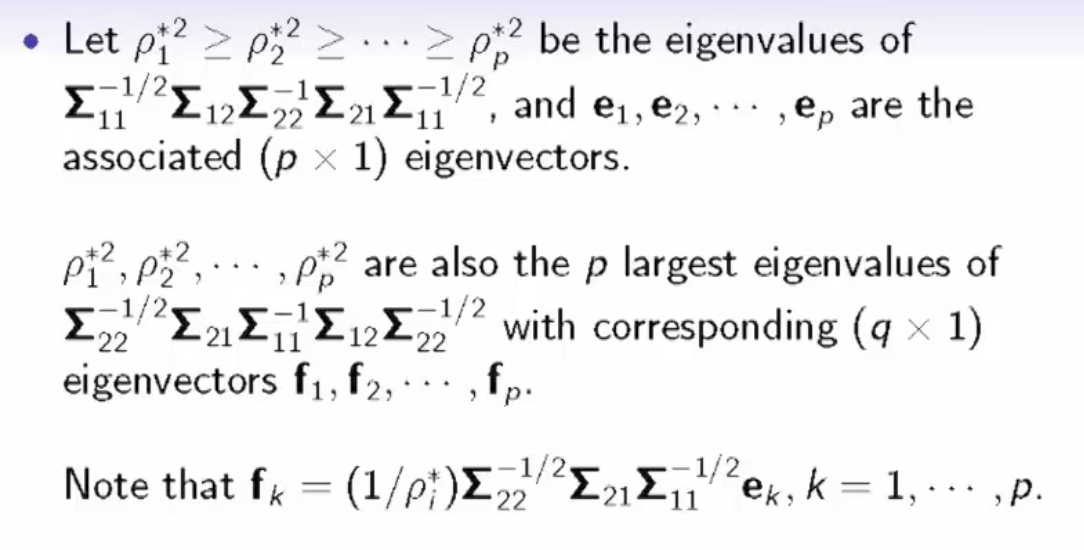 • Let ρ₁*² ≥ ρ₂*² ≥ ⋯ ≥ ρₚ*² be the eigenvalues of
Σ₁₁^{-1/2}Σ₁₂Σ₂₂^{-1}Σ₂₁Σ₁₁^{-1/2}, and e₁, e₂, ⋯ , eₚ are the
associated (p × 1) eigenvectors.
ρ₁*², ρ₂*², ⋯ , ρₚ*² are also the p largest eigenvalues of
Σ₂₂^{-1/2}Σ₂₁Σ₁₁^{-1}Σ₁₂Σ₂₂^{-1/2} with corresponding (q × 1)
eigenvectors f₁, f₂, ⋯ , fₚ.
Note that fₖ = (1/ρᵢ*)Σ₂₂^{-1/2}Σ₂₁Σ₁₁^{-1/2}eₖ, k = 1, ⋯ , p.